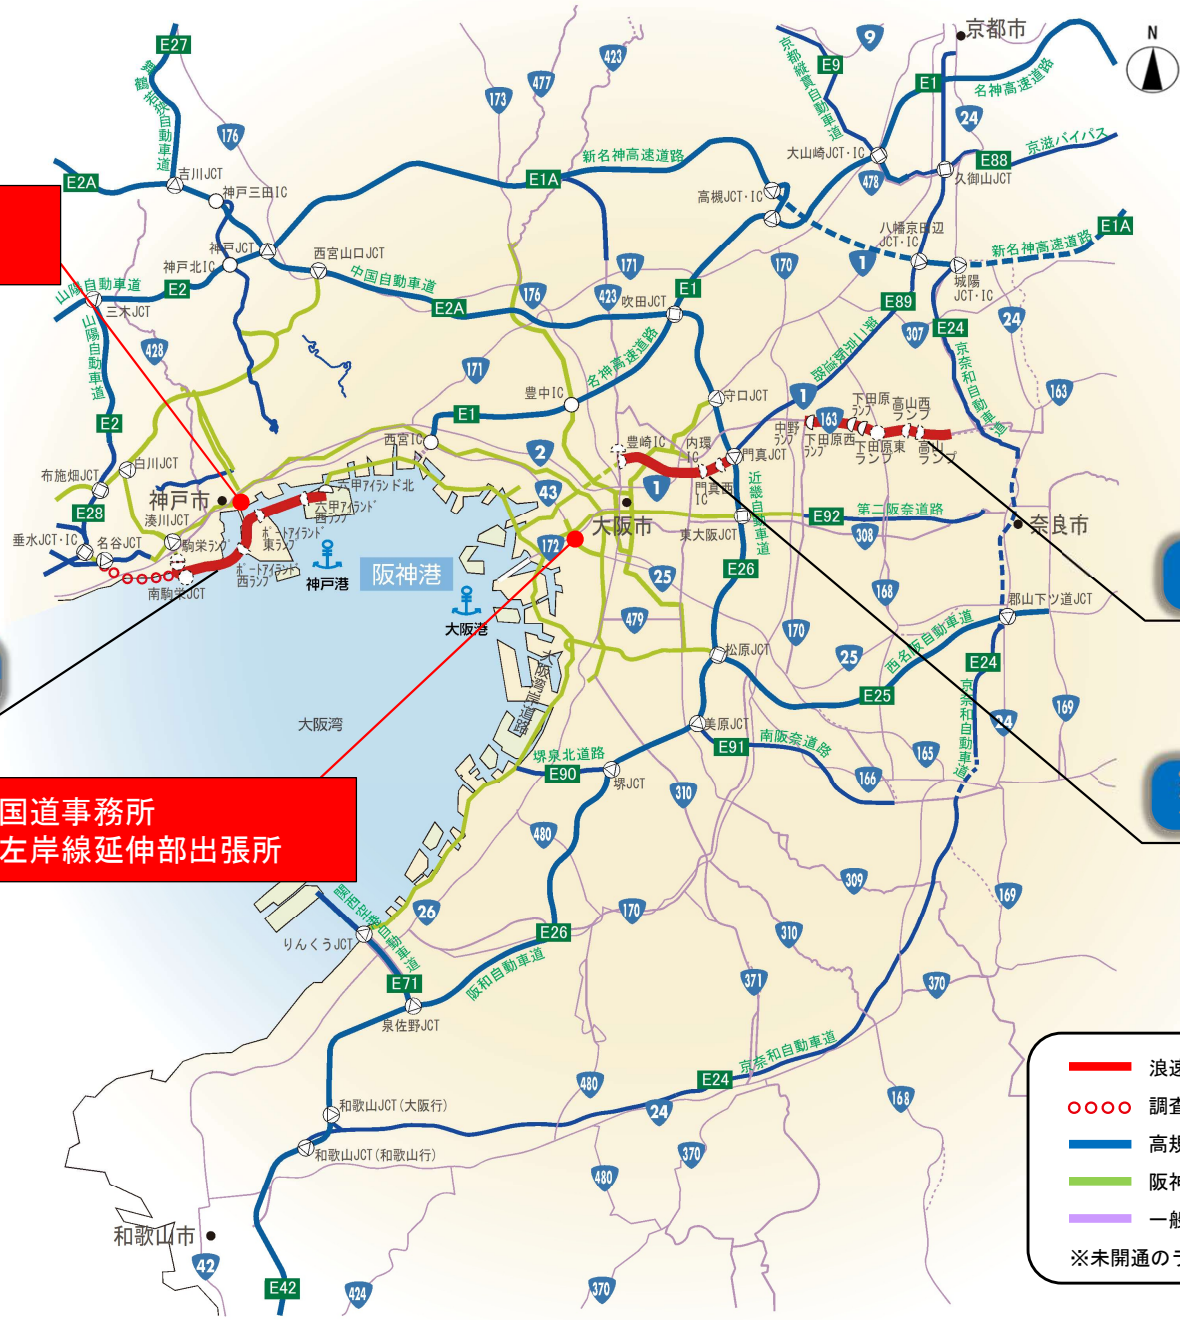 E27
舞鶴若狭自動車道
176
173
477
423
9
京都市
N
京都縦貫自動車道
E9
E1
名神高速道路
24
大山崎JCT・IC
478
E88
京滋バイパス
久御山JCT
E2A
吉川JCT
神戸三田IC
新名神高速道路
E1A
高槻JCT・IC
八幡京田辺
JCT・IC
新名神高速道路
E1A
神戸JCT
神戸北IC
西宮山口JCT
中国自動車道
171
170
1
城陽
JCT・IC
山陽自動車道
E2
三木JCT
E2A
176
423
吹田JCT
E1
E89
307
E24
24
山陽自動車道
428
171
名神高速道路
第二京阪道路
京奈和自動車道
E2
E1
豊中IC
守口JCT
1
163
163
下田原
ランプ
高山西
ランプ
西宮IC
2
豊崎IC
内環
IC
門真JCT
中野
ランプ
下田原西
ランプ
下田原東
ランプ
高山
ランプ
布施畑JCT
白川JCT
神戸市
六甲アイランド北
六甲アイランド
西ランプ
43
1
門真西
IC
近畿自動車道
E28
湊川JCT
ポートアイランド
東ランプ
大阪市
東大阪JCT
E92
第二阪奈道路
奈良市
垂水JCT・IC
名谷JCT
駒栄ランプ
ポートアイランド
西ランプ
神戸港
阪神港
172
308
E26
南駒栄JCT
大阪港
25
168
郡山下ツ道JCT
479
170
西名阪自動車道
松原JCT
25
E24
大阪湾
大阪湾岸道路
E25
京奈和自動車道
169
24
美原JCT
E91
南阪奈道路
165
堺泉北道路
E90
堺JCT
310
166
国道事務所
左岸線延伸部出張所
480
309
169
関西空港自動車道
26
170
310
りんくうJCT
E26
阪和自動車道
E71
371
370
泉佐野JCT
京奈和自動車道
浪速
480
E24
168
調査
和歌山JCT(大阪行)
24
高規
和歌山JCT(和歌山行)
370
阪神
480
一般
和歌山市
42
※未開通のラ
E42
424
370